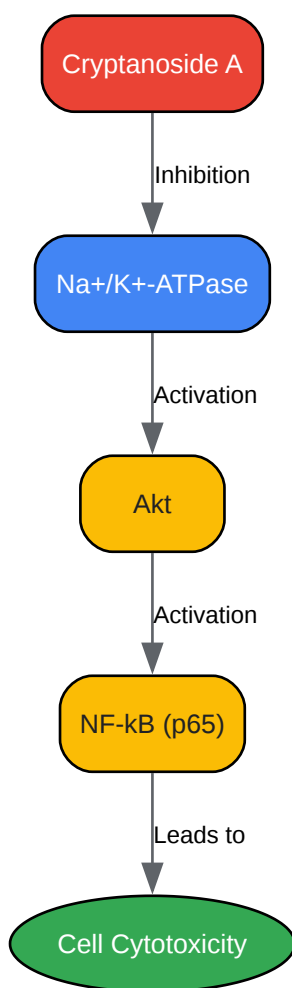 Cryptanoside A
Inhibition
Na+/K+-ATPase
Activation
Akt
Activation
NF-kB (p65)
Leads to
Cell Cytotoxicity